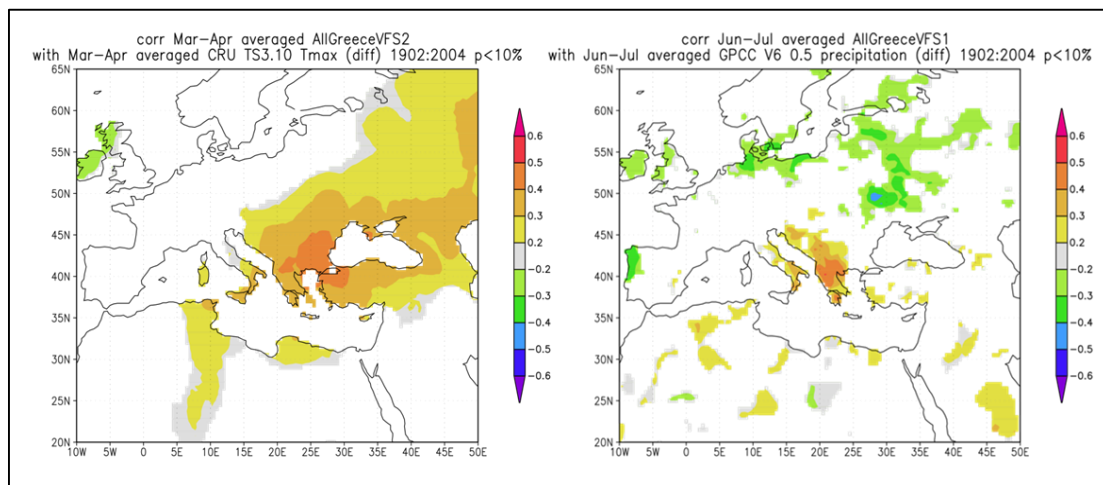 corr Mar-Apr averaged AllGreeceVFS2
with Mar-Apr averaged CRU TS3.10 Tmax (diff) 1902:2004 p<10%
65N
60N
55N
50N
45N
40N
35N
30N
25N
20N
10W 5W 0 5E 10E 15E 20E 25E 30E 35E 40E 45E 50E
0.6
0.5
0.4
0.3
0.2
-0.2
-0.3
-0.4
-0.5
-0.6
corr Jun-Jul averaged AllGreeceVFS1
with Jun-Jul averaged GPCC V6 0.5 precipitation (diff) 1902:2004 p<10%
65N
60N
55N
50N
45N
40N
35N
30N
25N
20N
10W 5W 0 5E 10E 15E 20E 25E 30E 35E 40E 45E 50E
0.6
0.5
0.4
0.3
0.2
-0.2
-0.3
-0.4
-0.5
-0.6